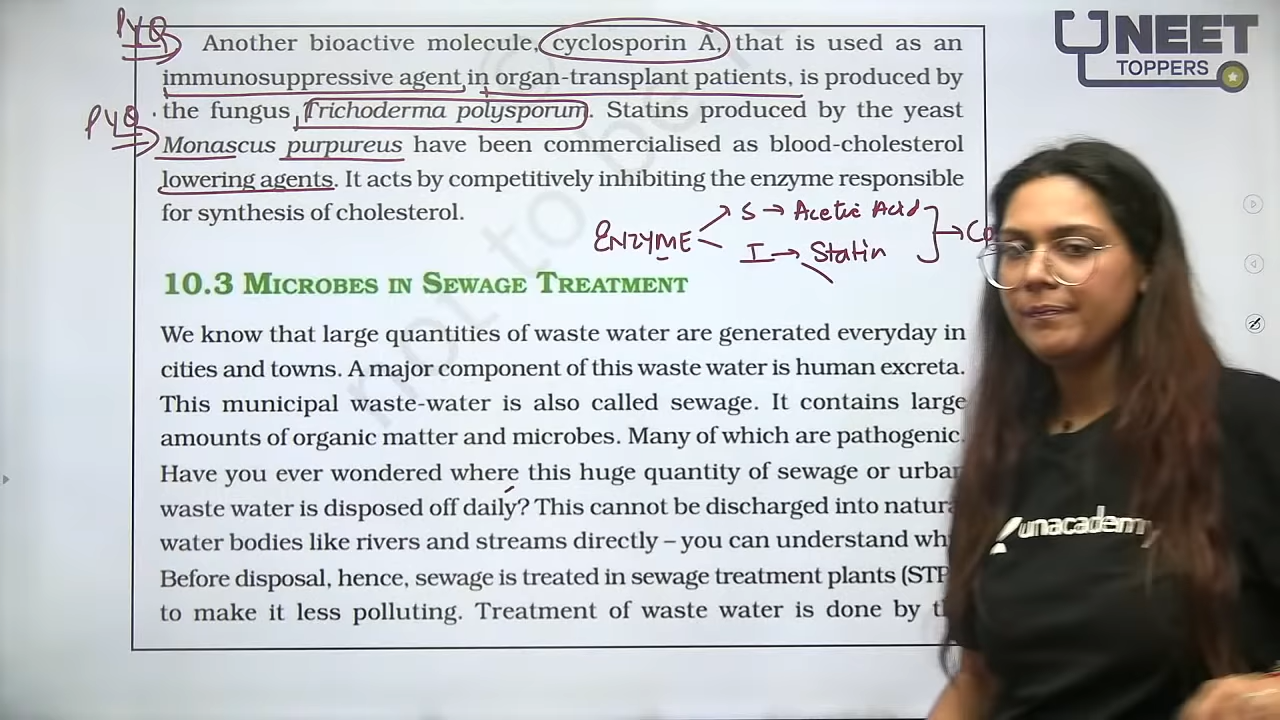 PYQ
Another bioactive molecule, cyclosporin A, that is used as an
immunosuppressive agent in organ-transplant patients, is produced by
the fungus Trichoderma polysporum. Statins produced by the yeast
PYQ
Monascus purpureus have been commercialised as blood-cholesterol
lowering agents. It acts by competitively inhibiting the enzyme responsible
for synthesis of cholesterol.
ENZYME
S → Acetic Acid
I → Statin
→
10.3 MICROBES IN SEWAGE TREATMENT
We know that large quantities of waste water are generated everyday in
cities and towns. A major component of this waste water is human excreta.
This municipal waste-water is also called sewage. It contains large
amounts of organic matter and microbes. Many of which are pathogenic.
Have you ever wondered where this huge quantity of sewage or urban
waste water is disposed off daily? This cannot be discharged into natura
water bodies like rivers and streams directly – you can understand wh
Before disposal, hence, sewage is treated in sewage treatment plants (STP
to make it less polluting. Treatment of waste water is done by t
UNEET
TOPPERS
unacademy